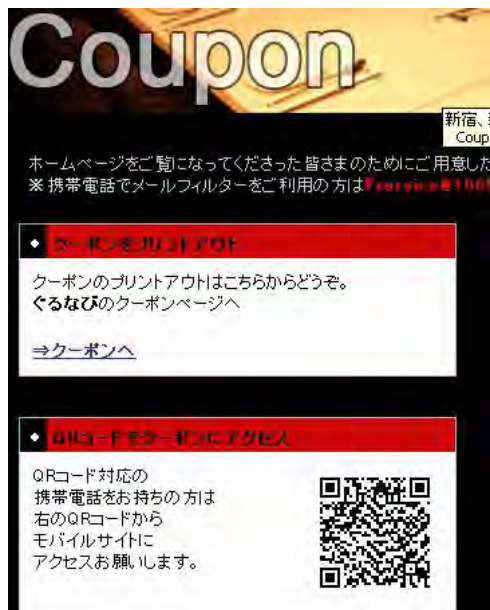 Coupon
新宿、
Coup
ホームページをご覧になってくださった皆さまのためにご用意した
※携帯電話でメールフィルターをご利用の方は
クーポンをプリントアウト
クーポンのプリントアウトはこちらからどうぞ。
ぐるなびのクーポンページへ
⇒クーポンへ
QRコードでクーポンにアクセス
QRコード対応の
携帯電話をお持ちの方は
右のQRコードから
モバイルサイトに
アクセスお願いします。